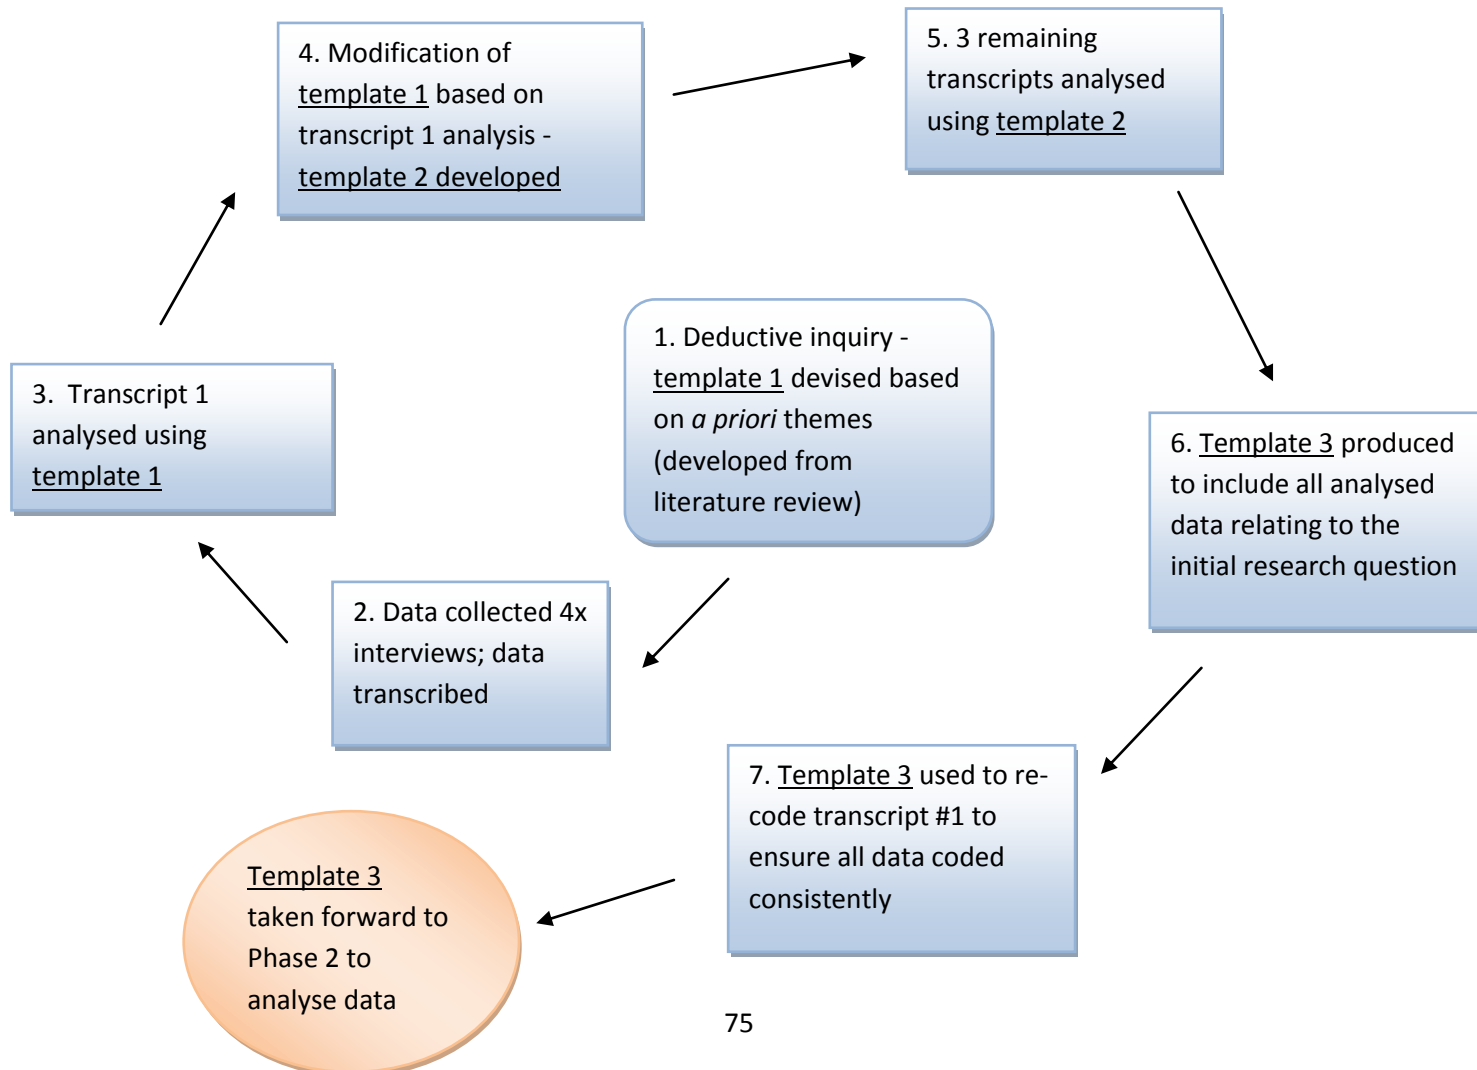 4. Modification of
template 1 based on
transcript 1 analysis -
template 2 developed
5. 3 remaining
transcripts analysed
using template 2
1. Deductive inquiry -
template 1 devised based
on a priori themes
(developed from
literature review)
3. Transcript 1
analysed using
template 1
6. Template 3 produced
to include all analysed
data relating to the
initial research question
2. Data collected 4x
interviews; data
transcribed
7. Template 3 used to re-
code transcript #1 to
ensure all data coded
consistently
Template 3
taken forward to
Phase 2 to
analyse data
75